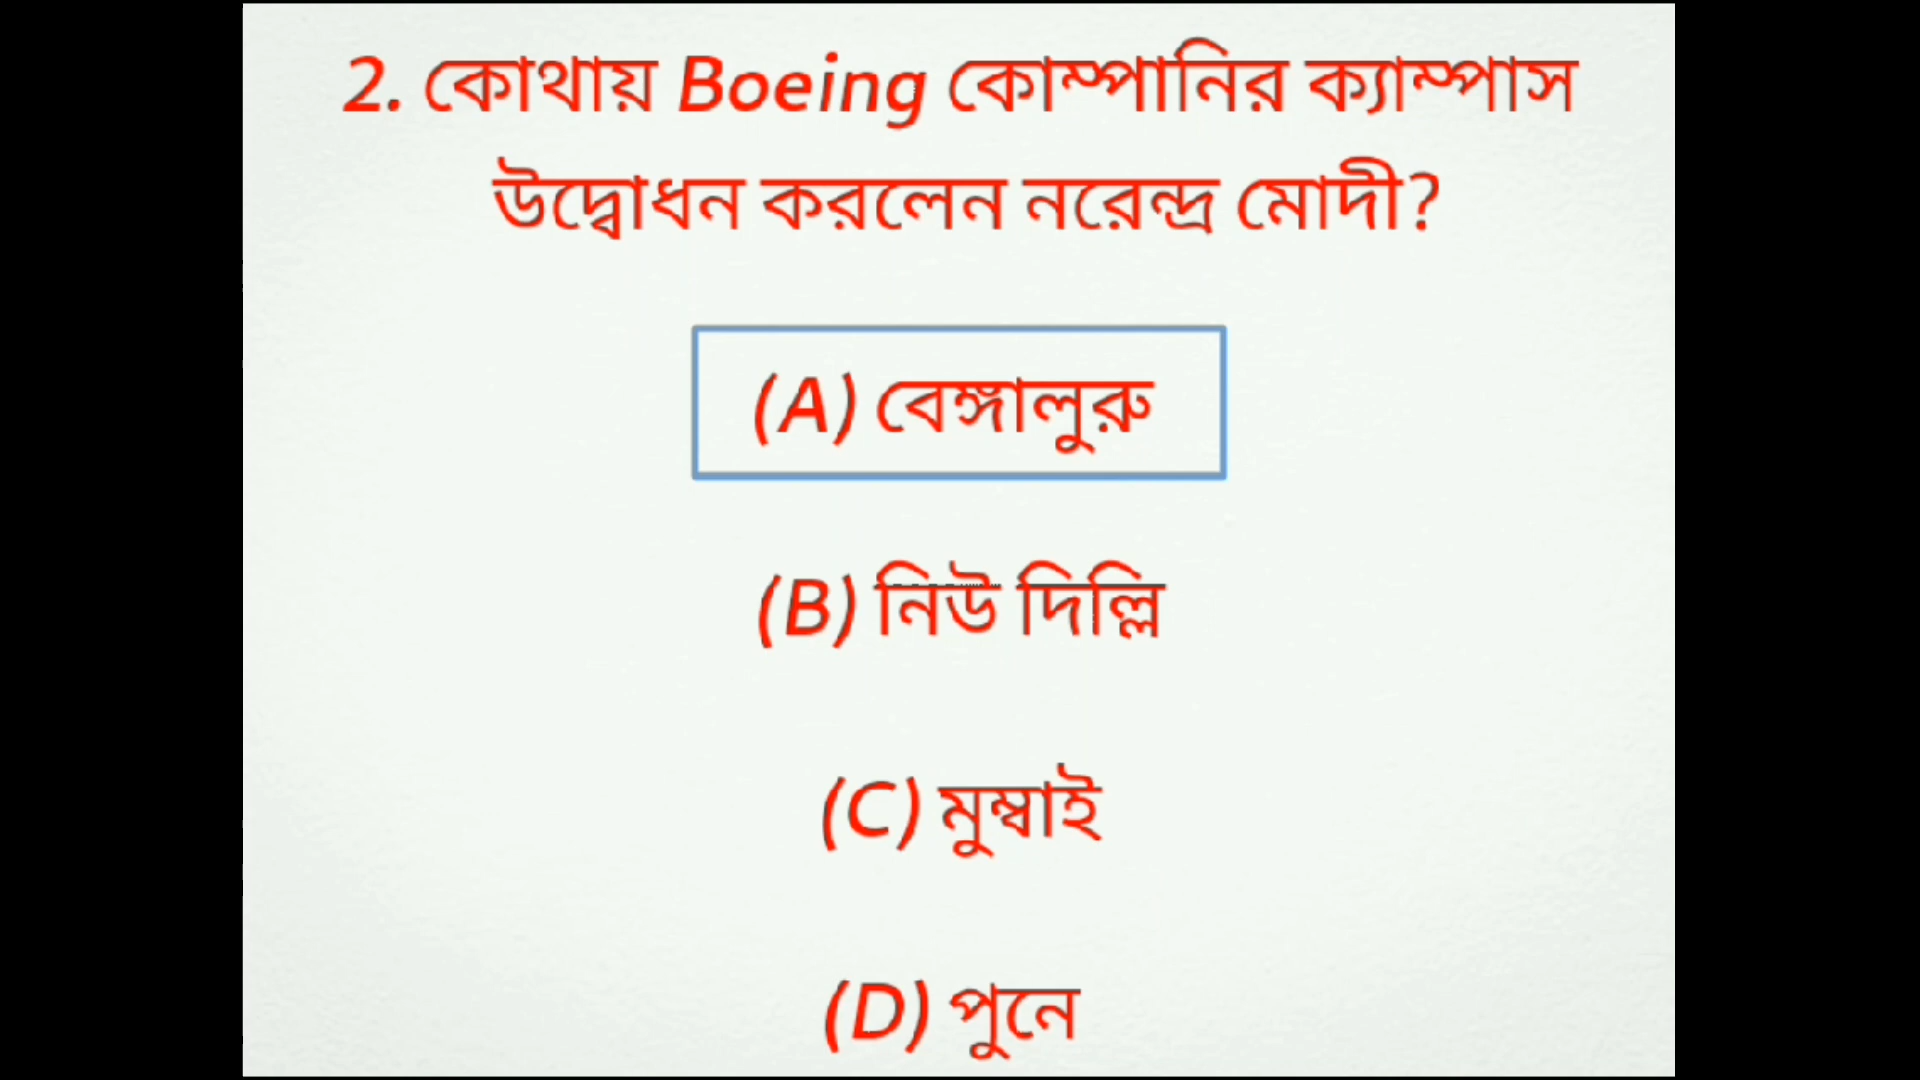 2. কোথায় Boeing কোম্পানির ক্যাম্পাস
উদ্বোধন করলেন নরেন্দ্র মোদী?
(A) বেঙ্গালুরু
(B) নিউ দিল্লি
(C) মুম্বাই
(D) পুনে